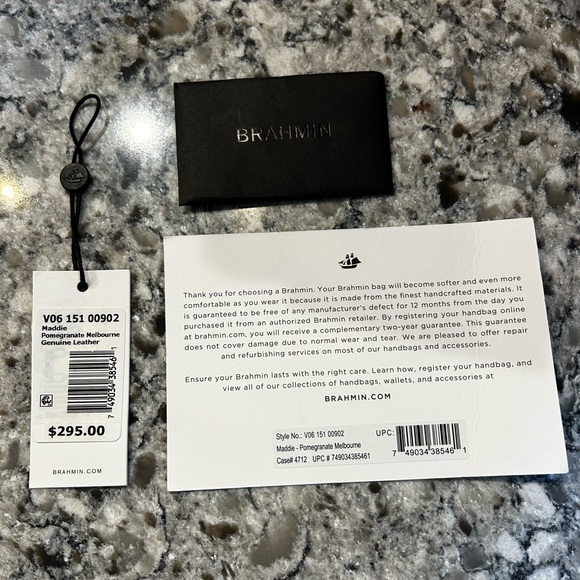 BRAHMIN
V06 151 00902
Maddie
Pomegranate Melbourne
Genuine Leather
7 49034 38546 1
$295.00
BRAHMIN.COM
Thank you for choosing a Brahmin. Your Brahmin bag will become softer and even more
comfortable as you wear it because it is made from the finest handcrafted materials. It
is guaranteed to be free of any manufacturer's defect for 12 months from the day you
purchased it from an authorized Brahmin retailer. By registering your handbag online
at brahmin.com, you will receive a complementary two-year guarantee. This guarantee
does not cover damage due to normal wear and tear. We are pleased to offer repair
and refurbishing services on most of our handbags and accessories.
Ensure your Brahmin lasts with the right care. Learn how, register your handbag, and
view all of our collections of handbags, wallets, and accessories at
BRAHMIN.COM
Style No.: V06 151 00902 UPC:
Maddie - Pomegranate Melbourne
Case# 4712 UPC # 749034385461
7 49034 38546 1